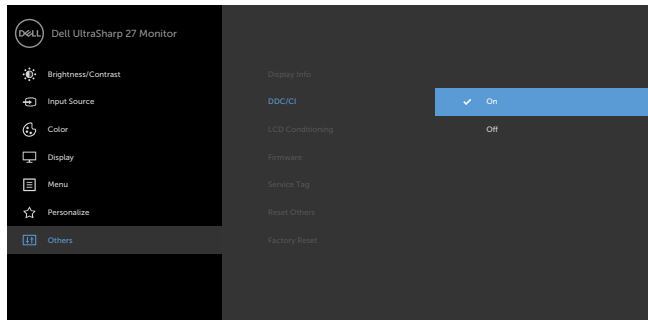 DELL
Dell UltraSharp 27 Monitor
Brightness/Contrast
Display Info
Input Source
DDC/CI
On
Color
LCD Conditioning
Off
Display
Firmware
Menu
Service Tag
Personalize
Reset Others
Others
Factory Reset